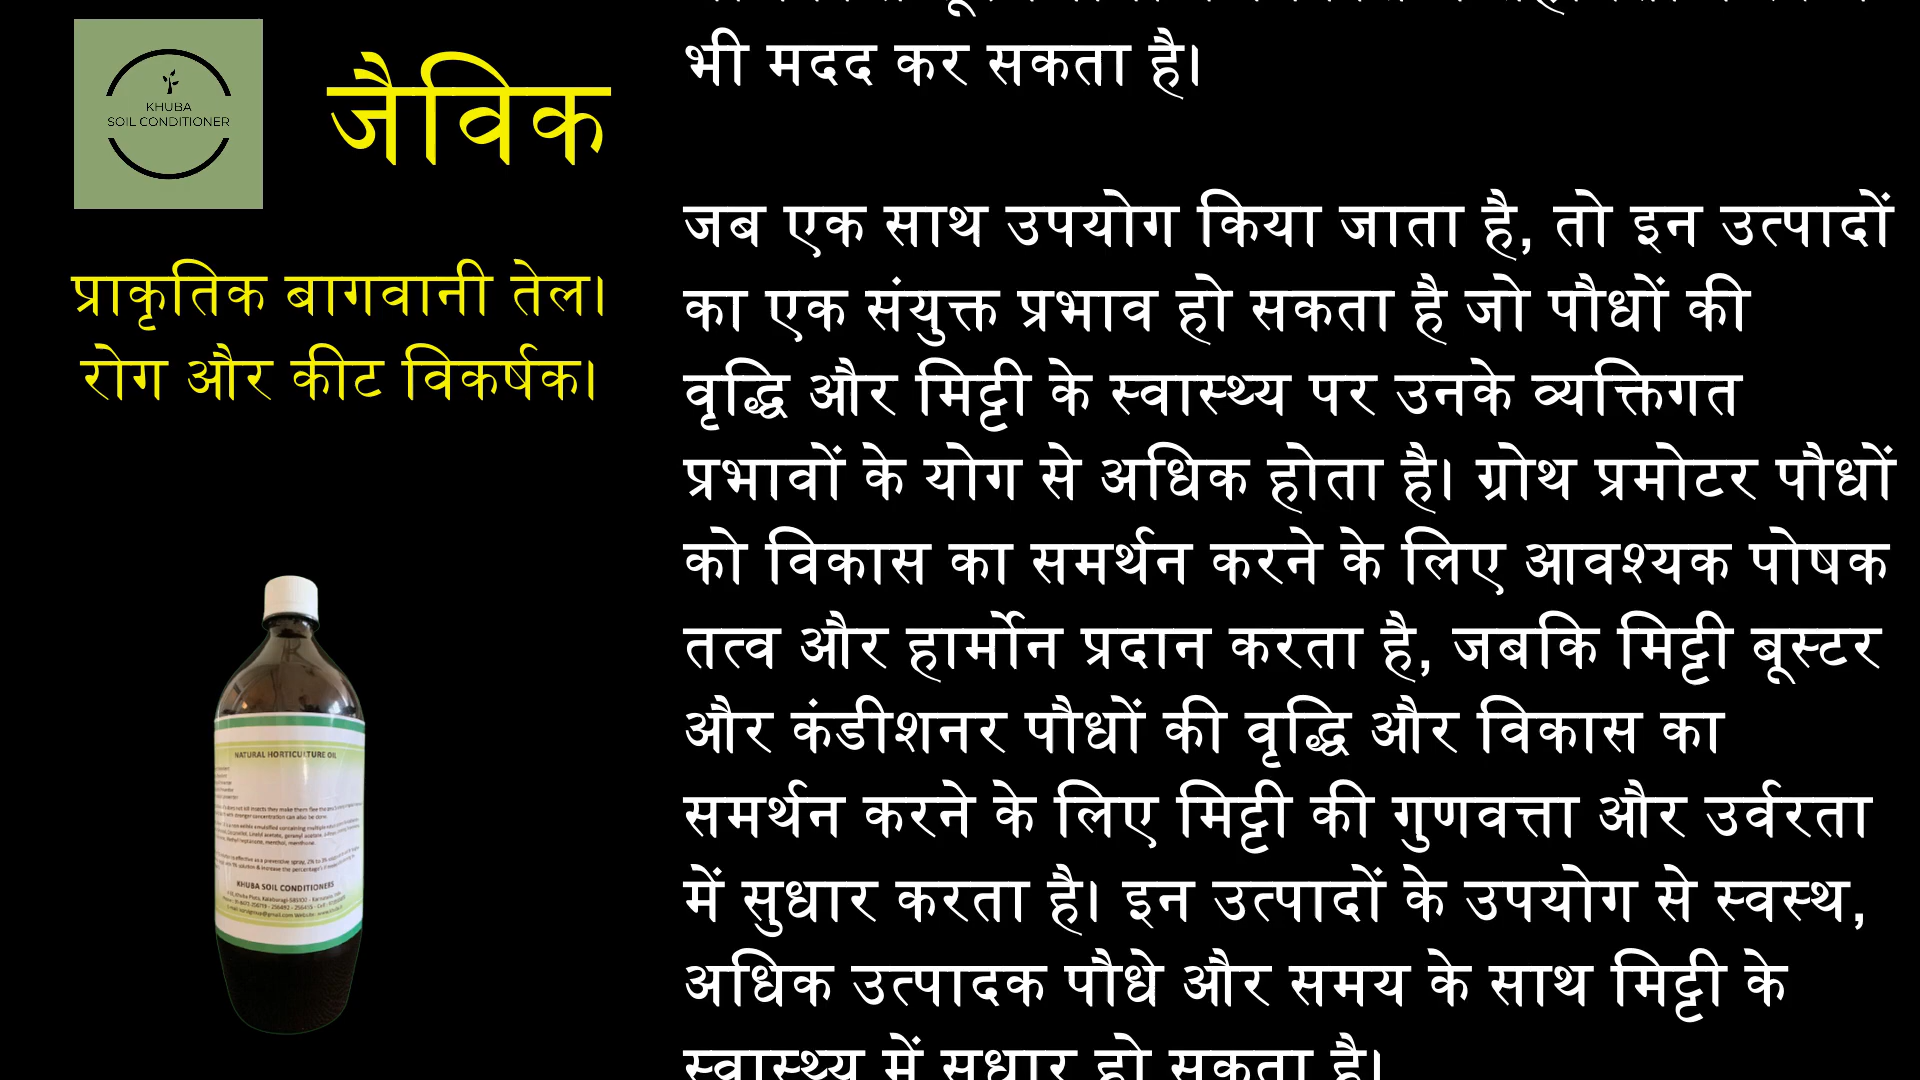 KHUBA
SOIL CONDITIONER
जैविक
प्राकृतिक बागवानी तेल।
रोग और कीट विकर्षक।
NATURAL HORTICULTURE OIL
KHUBA SOIL CONDITIONERS
भी मदद कर सकता है।
जब एक साथ उपयोग किया जाता है, तो इन उत्पादों
का एक संयुक्त प्रभाव हो सकता है जो पौधों की
वृद्धि और मिट्टी के स्वास्थ्य पर उनके व्यक्तिगत
प्रभावों के योग से अधिक होता है। ग्रोथ प्रमोटर पौधों
को विकास का समर्थन करने के लिए आवश्यक पोषक
तत्व और हार्मोन प्रदान करता है, जबकि मिट्टी बूस्टर
और कंडीशनर पौधों की वृद्धि और विकास का
समर्थन करने के लिए मिट्टी की गुणवत्ता और उर्वरता
में सुधार करता है। इन उत्पादों के उपयोग से स्वस्थ,
अधिक उत्पादक पौधे और समय के साथ मिट्टी के
स्वास्थ्य में सुधार हो सकता है।